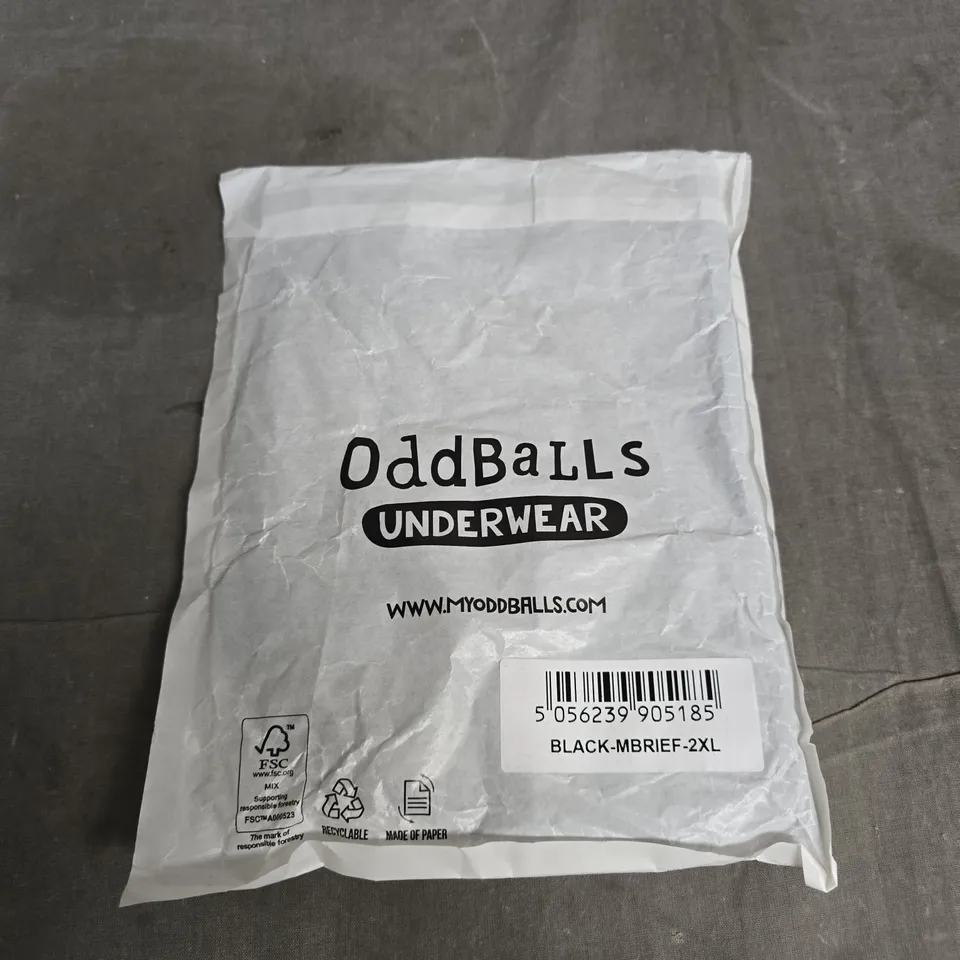 OddBaLLs
UNDERWEAR
WWW.MYODDBALLS.COM
5 056239 905185
BLACK-MBRIEF-2XL
TM
FSC
www.fsc.org
MIX
Supporting
responsible forestry
The mark of
responsible forestry
RECYCLABLE
MADE OF PAPER